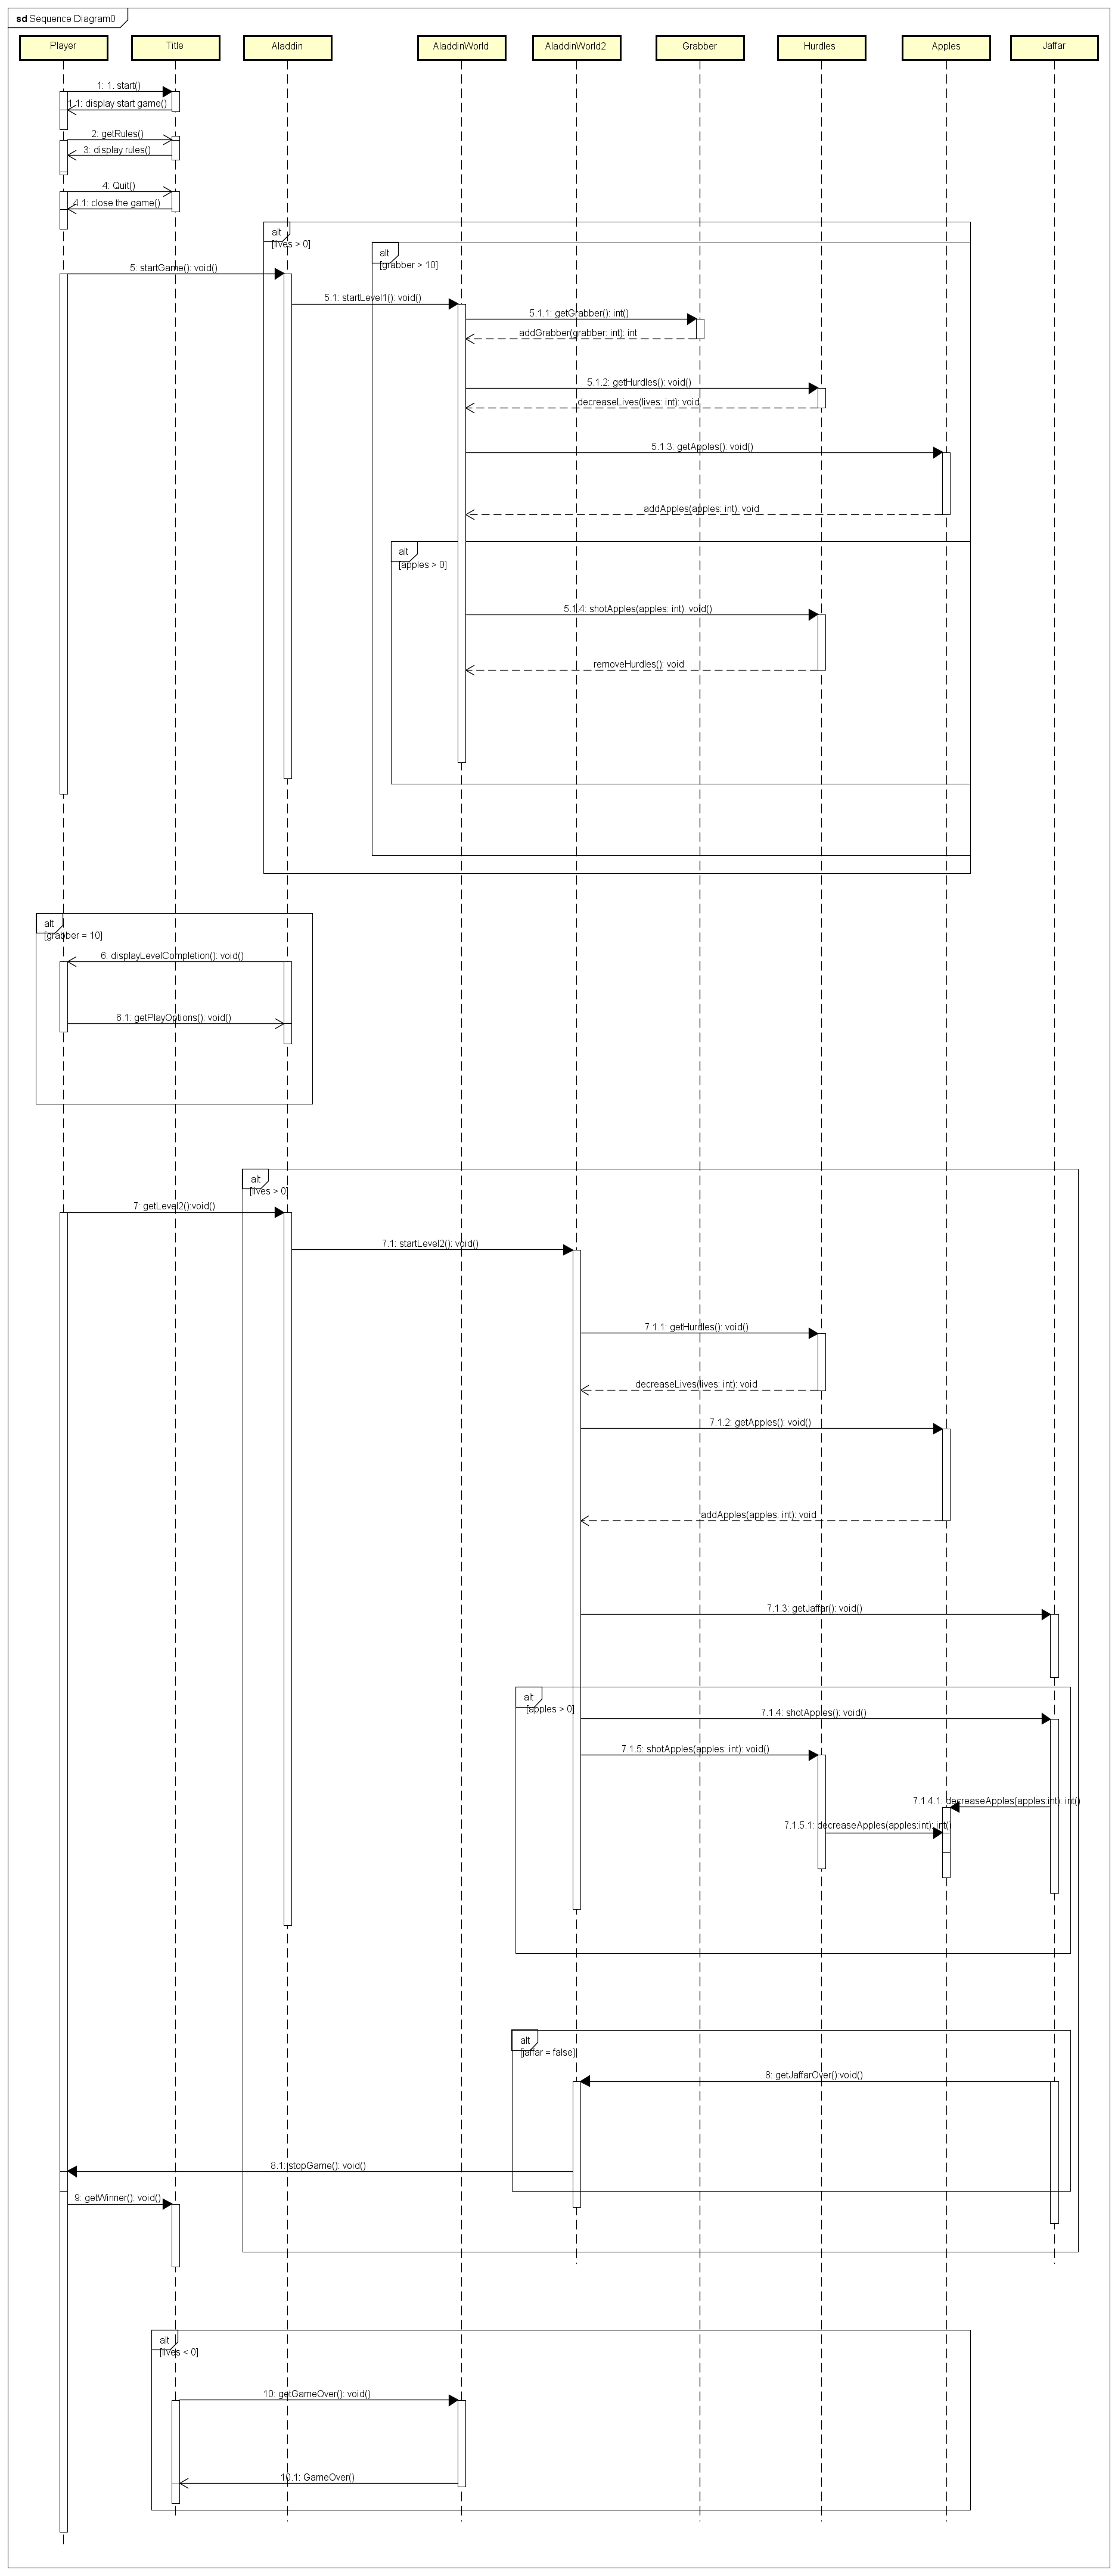 sd Sequence Diagram0
Player
Title
Aladdin
AladdinWorld
AladdinWorld2
Grabber
Hurdles
Apples
Jaffar
1: 1. start()
1.1: display start game()
2: getRules()
3: display rules()
4: Quit()
4.1: close the game()
alt
[lives > 0]
alt
[grabber > 10]
5: startGame(): void()
5.1: startLevel1(): void()
5.1.1: getGrabber(): int()
addGrabber(grabber: int): int
5.1.2: getHurdles(): void()
decreaseLives(lives: int): void
5.1.3: getApples(): void()
addApples(apples: int): void
alt
[apples > 0]
5.1.4: shotApples(apples: int): void()
removeHurdles(): void
alt
[grabber = 10]
6: displayLevelCompletion(): void()
6.1: getPlayOptions(): void()
alt
[lives > 0]
7: getLevel2():void()
7.1: startLevel2(): void()
7.1.1: getHurdles(): void()
decreaseLives(lives: int): void
7.1.2: getApples(): void()
addApples(apples: int): void
7.1.3: getJaffar(): void()
alt
[apples > 0]
7.1.4: shotApples(): void()
7.1.5: shotApples(apples: int): void()
7.1.4.1: decreaseApples(apples:int): int()
7.1.5.1: decreaseApples(apples:int): int()
alt
[jaffar = false]
8: getJaffarOver():void()
8.1: stopGame(): void()
9: getWinner(): void()
alt
[lives < 0]
10: getGameOver(): void()
10.1: GameOver()